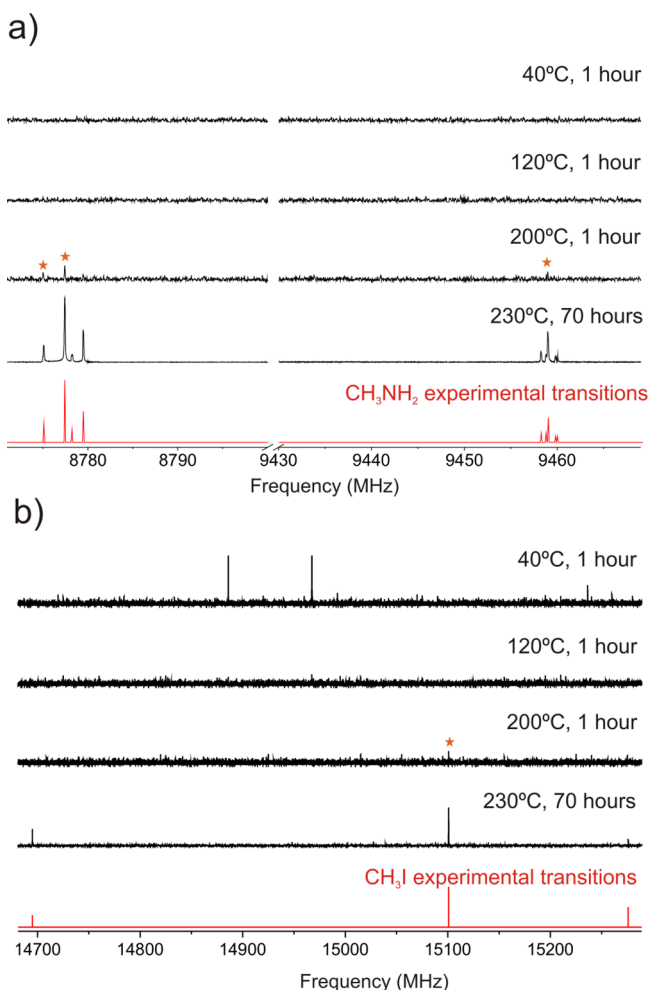 a)
40ºC, 1 hour
120ºC, 1 hour
200ºC, 1 hour
230ºC, 70 hours
CH₃NH₂ experimental transitions
8780 8790 9430 9440 9450 9460
Frequency (MHz)
b)
40ºC, 1 hour
120ºC, 1 hour
200ºC, 1 hour
230ºC, 70 hours
CH₃I experimental transitions
14700 14800 14900 15000 15100 15200
Frequency (MHz)